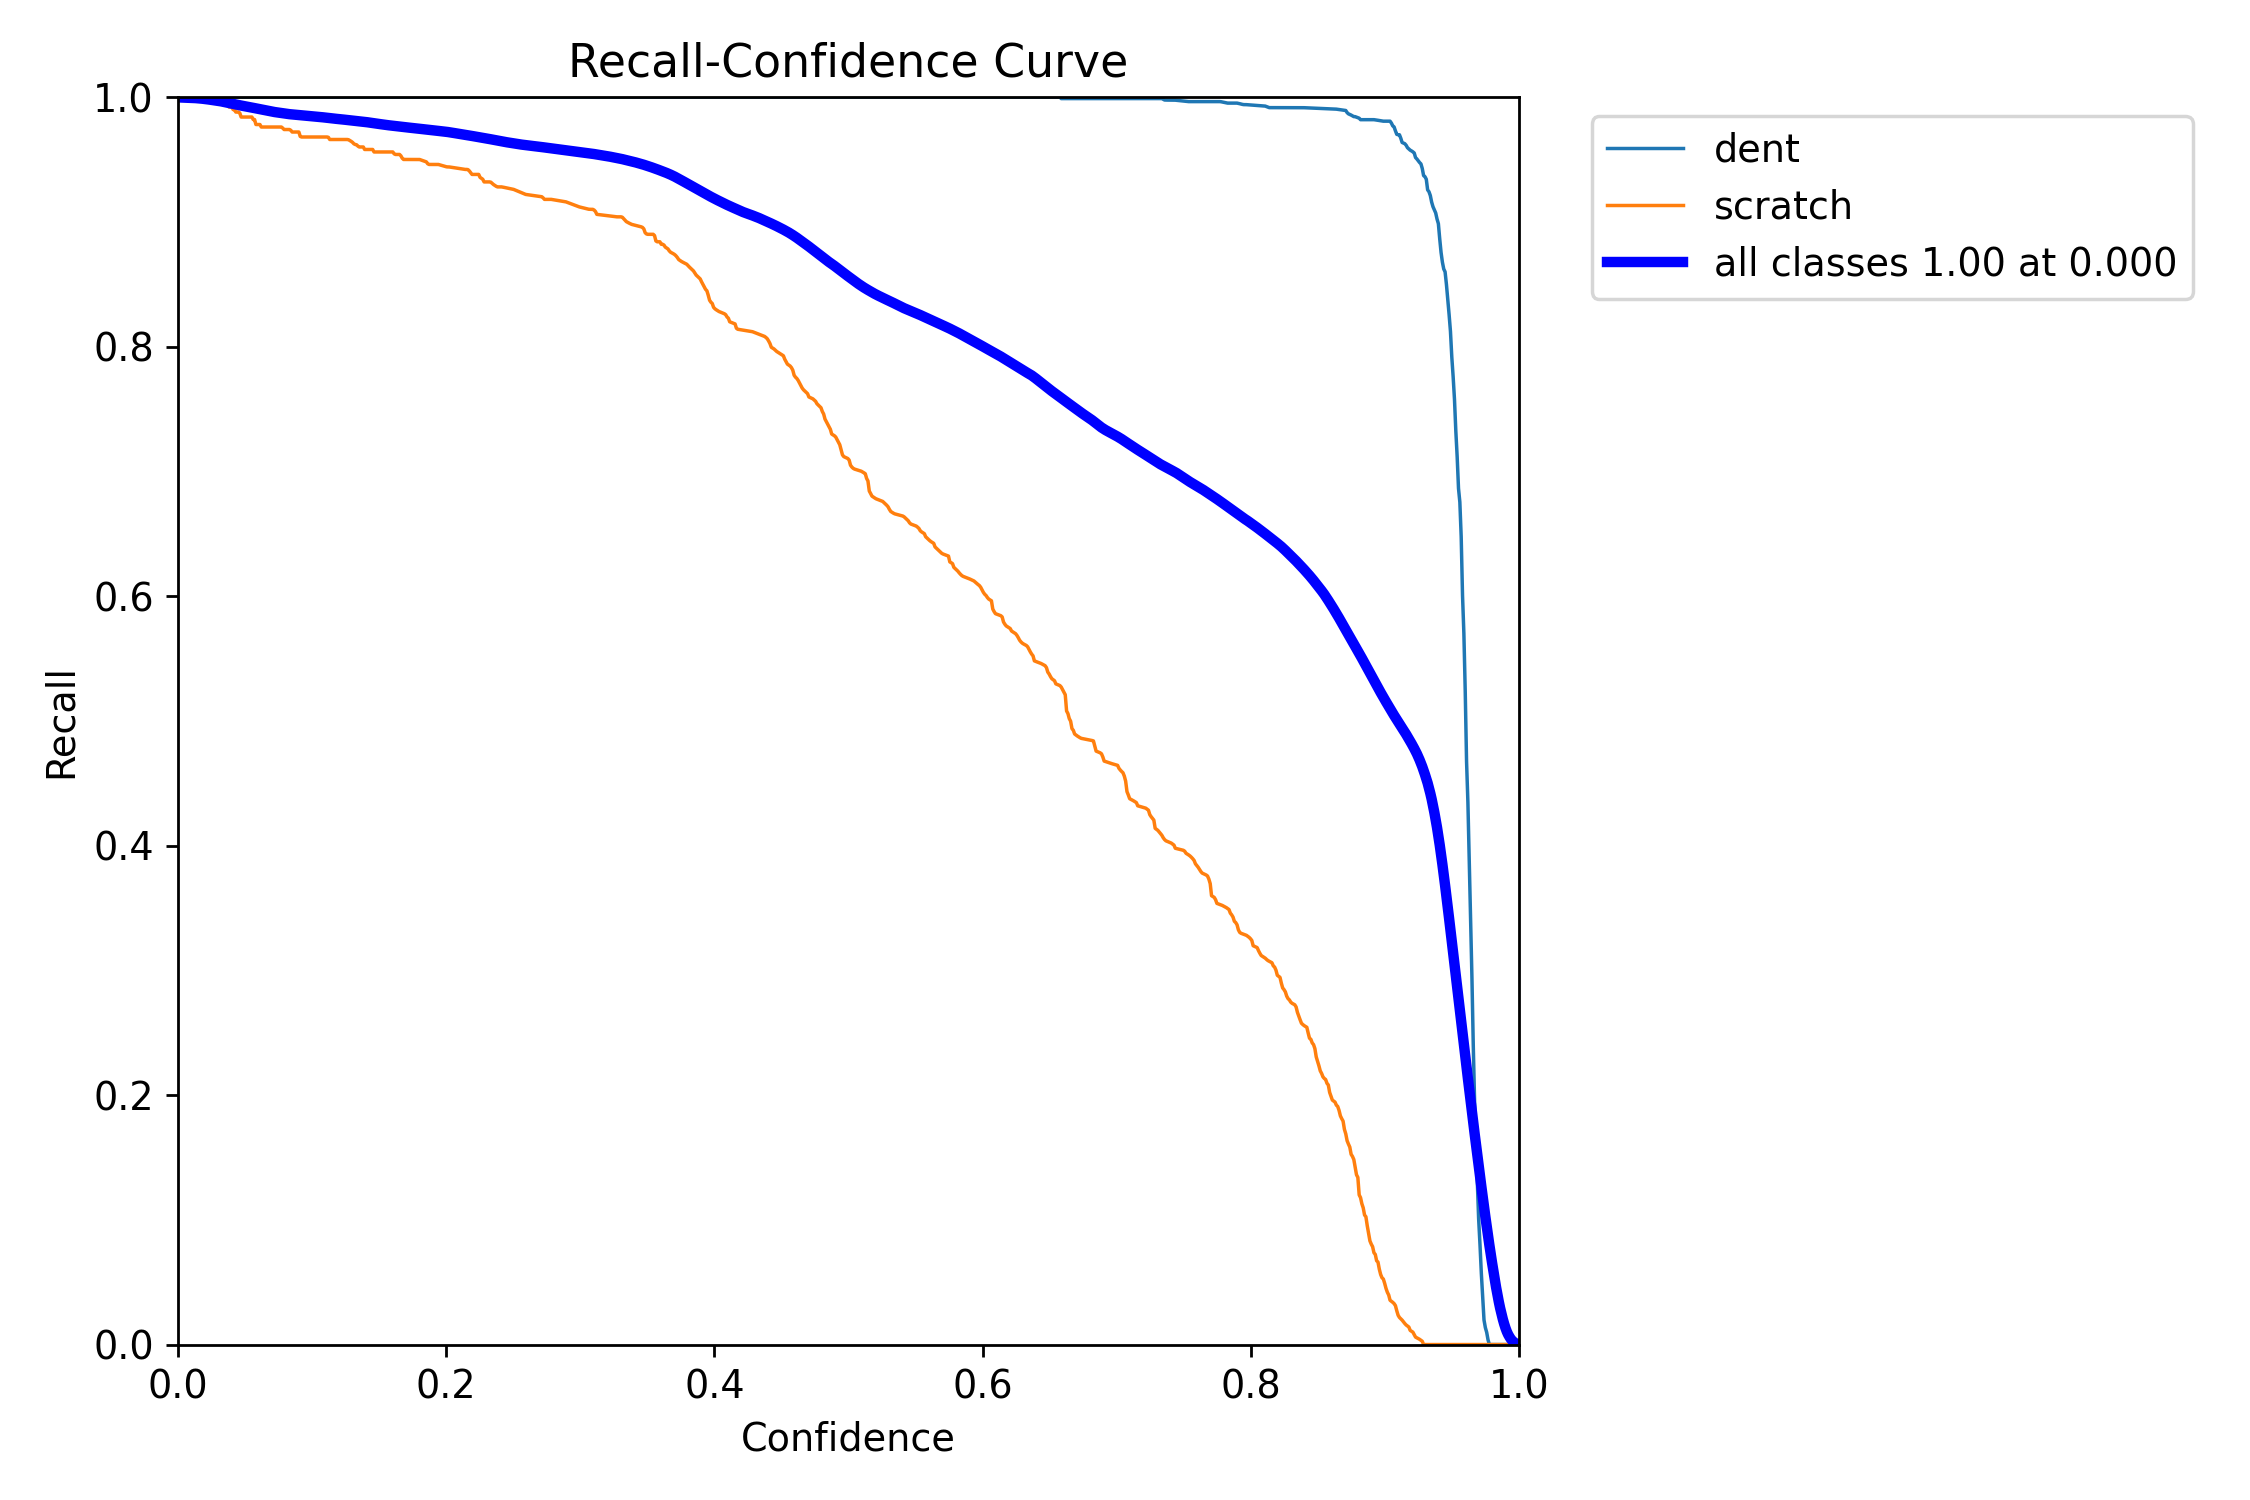 Recall-Confidence Curve
1.0
0.8
0.6
0.4
0.2
0.0
Recall
0.0 0.2 0.4 0.6 0.8 1.0
Confidence
dent
scratch
all classes 1.00 at 0.000